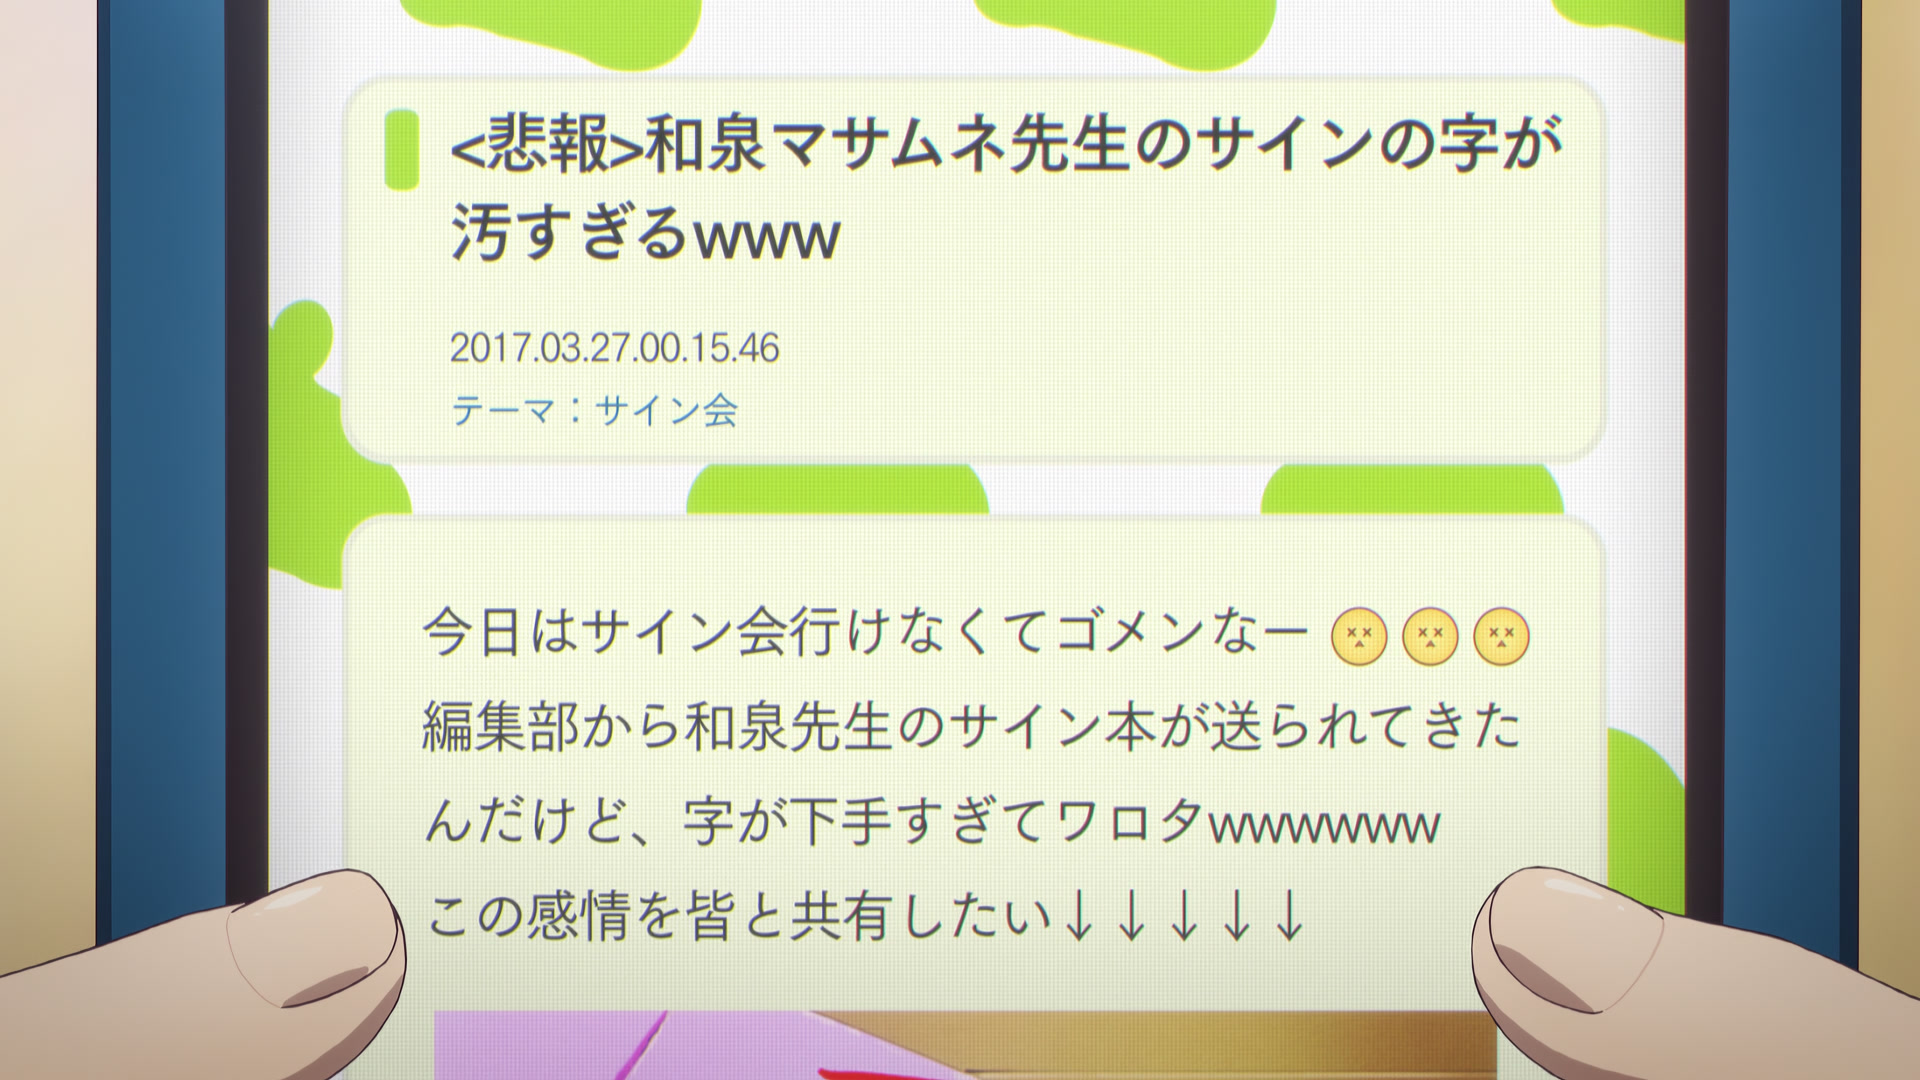 <悲報>和泉マサムネ先生のサインの字が
汚すぎるwww
2017.03.27.00.15.46
テーマ：サイン会
今日はサイン会行けなくてゴメンなー
編集部から和泉先生のサイン本が送られてきた
んだけど、字が下手すぎてワロタwwwwww
この感情を皆と共有したい↓↓↓↓↓